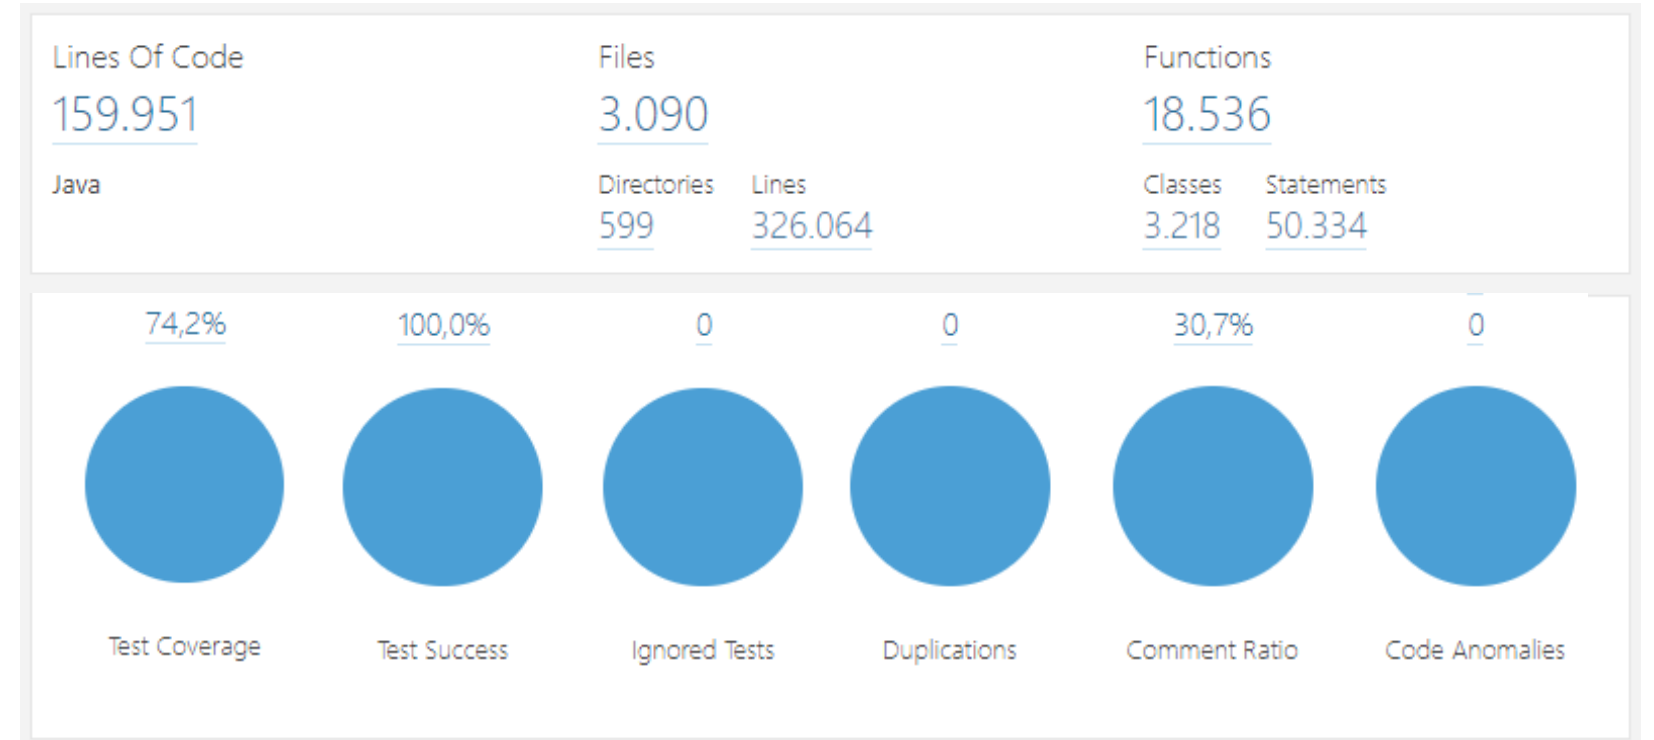 Lines Of Code Files Functions
159.951 3.090 18.536
Java Directories Lines Classes Statements
599 326.064 3.218 50.334
74,2% 100,0% 0 0 30,7% 0
Test Coverage Test Success Ignored Tests Duplications Comment Ratio Code Anomalies